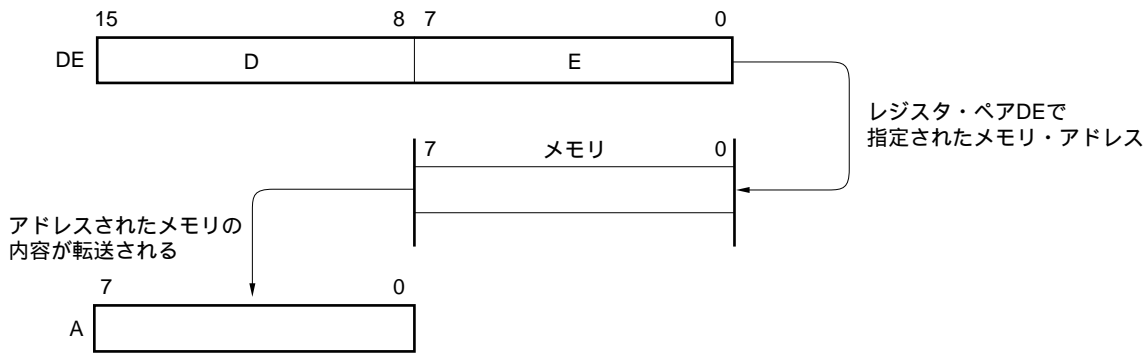 15 8 7 0
DE D E
レジスタ・ペアDEで
指定されたメモリ・アドレス
7 メモリ 0
アドレスされたメモリの
内容が転送される
7 0
A